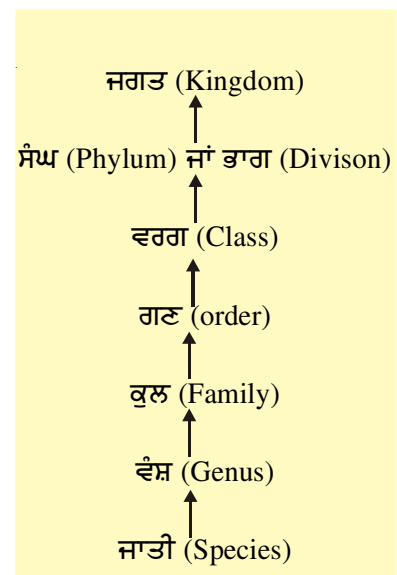 ਜਗਤ (Kingdom)
ਸੰਘ (Phylum) ਜਾਂ ਭਾਗ (Divison)
ਵਰਗ (Class)
ਗਣ (order)
ਕੁਲ (Family)
ਵੰਸ਼ (Genus)
ਜਾਤੀ (Species)